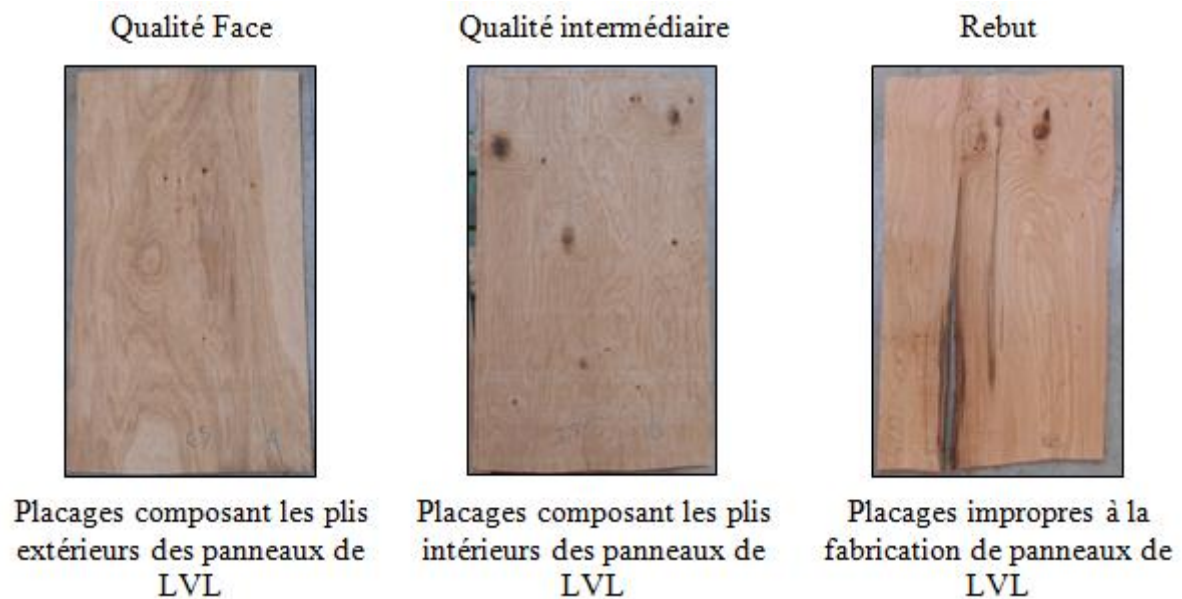 Qualité Face
Placages composant les plis
extérieurs des panneaux de
LVL
Qualité intermédiaire
Placages composant les plis
intérieurs des panneaux de
LVL
Rebut
Placages impropres à la
fabrication de panneaux de
LVL